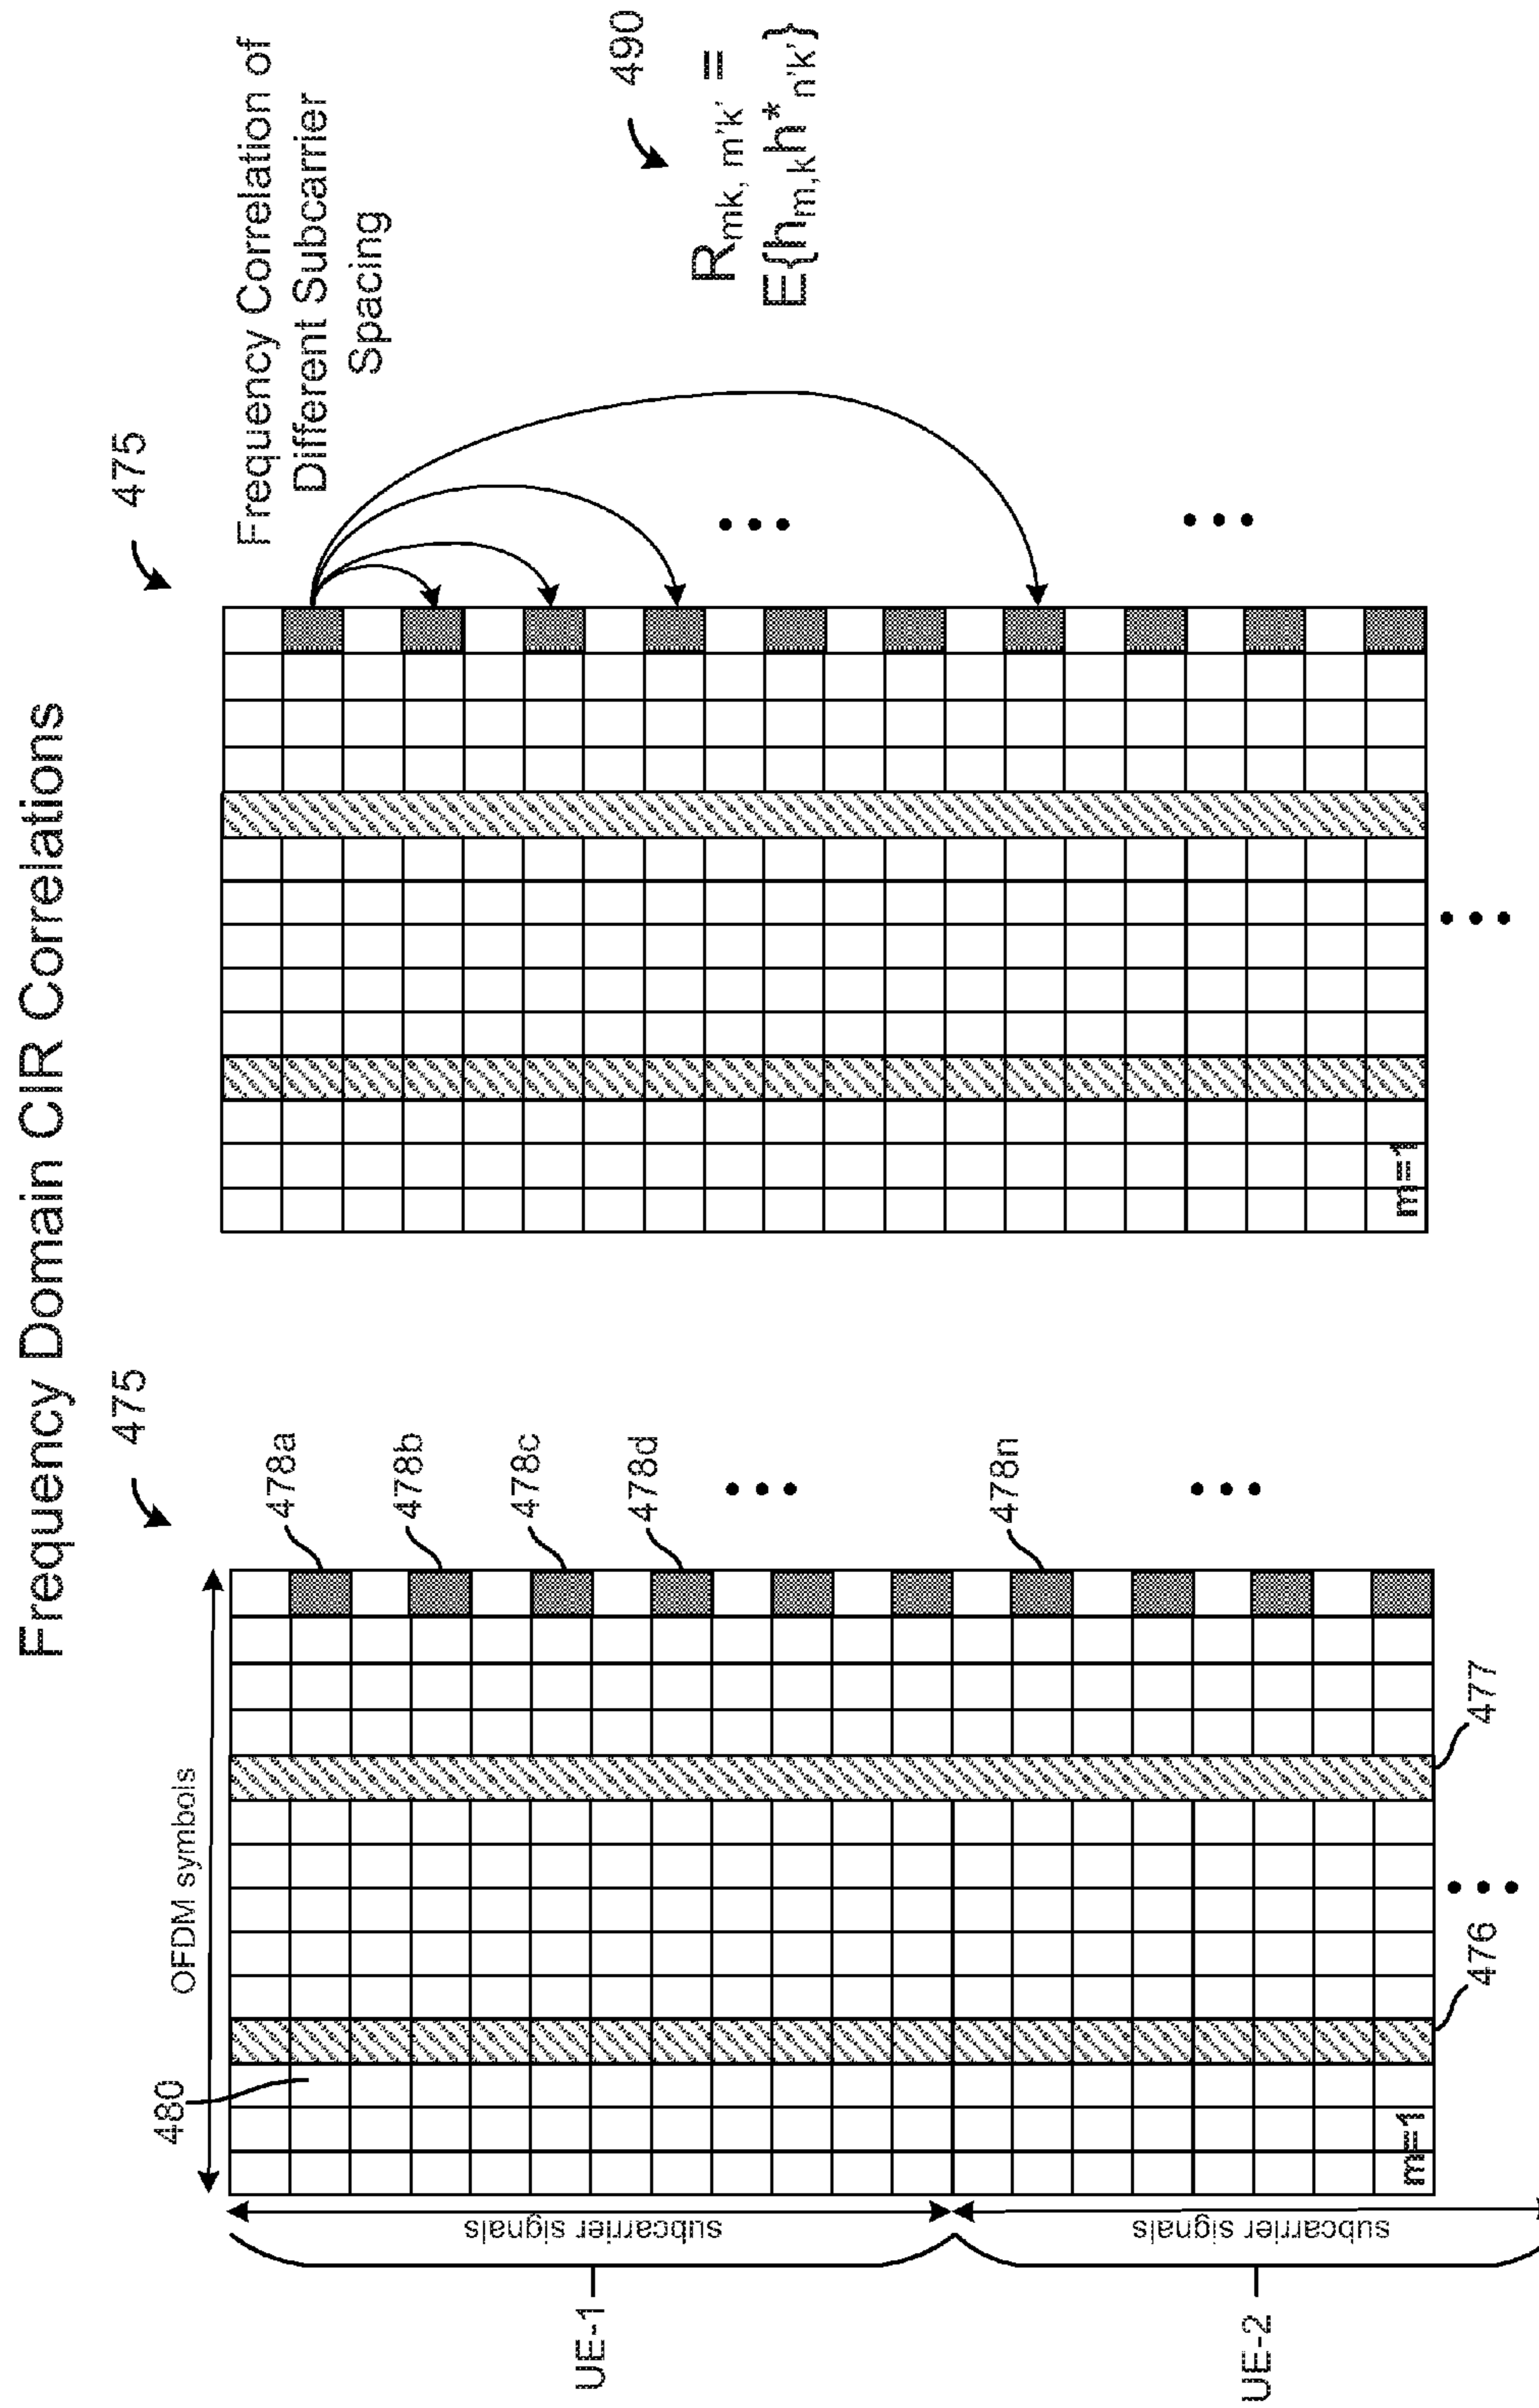 Frequency Domain CIR Correlations
475
OFDM symbols
480
478a
478b
478c
478d
478n
UE-1
subcarrier signals
UE-2
subcarrier signals
m=1
476
477
475
Frequency Correlation of
Different Subcarrier
Spacing
490
R_{mk, m'k'} =
E{h_{m,k}h*_{n'k'}}
m=1